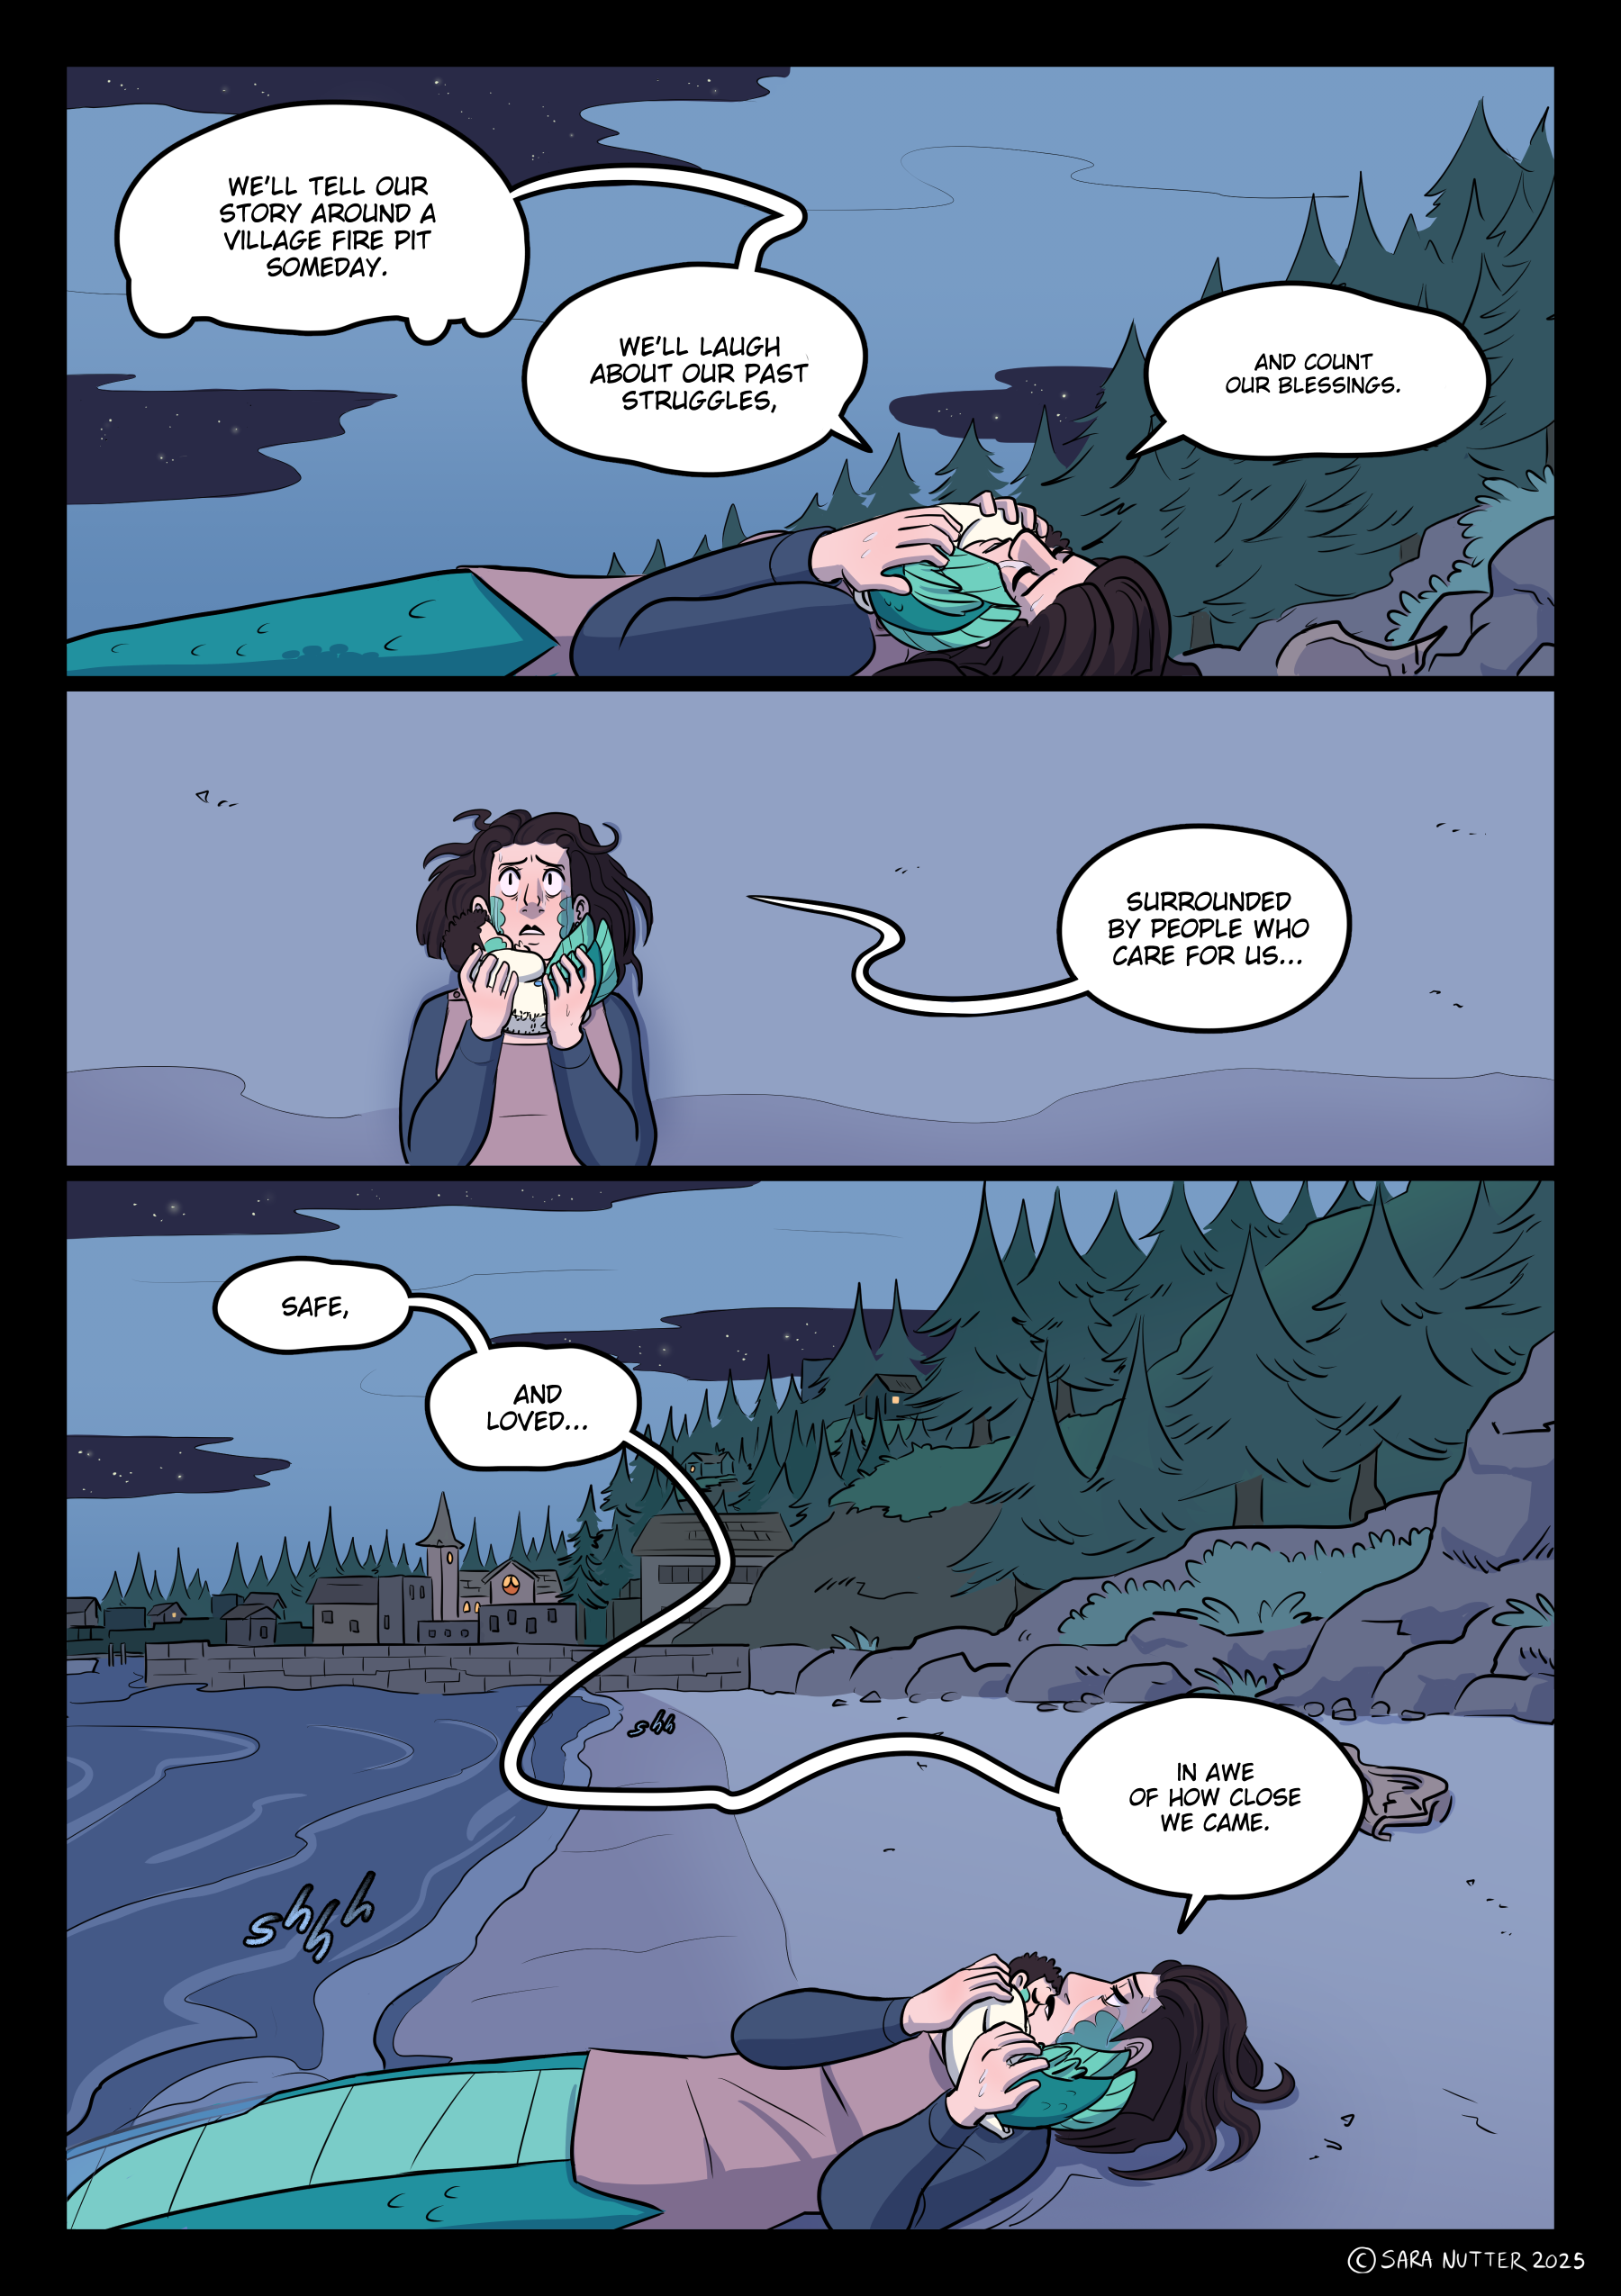 WE'LL TELL OUR
STORY AROUND A
VILLAGE FIRE PIT
SOMEDAY.
WE'LL LAUGH
ABOUT OUR PAST
STRUGGLES,
AND COUNT
OUR BLESSINGS.
SURROUNDED
BY PEOPLE WHO
CARE FOR US...
SAFE,
AND
LOVED...
shh
IN AWE
OF HOW CLOSE
WE CAME.
shhh
© SARA NUTTER 2025